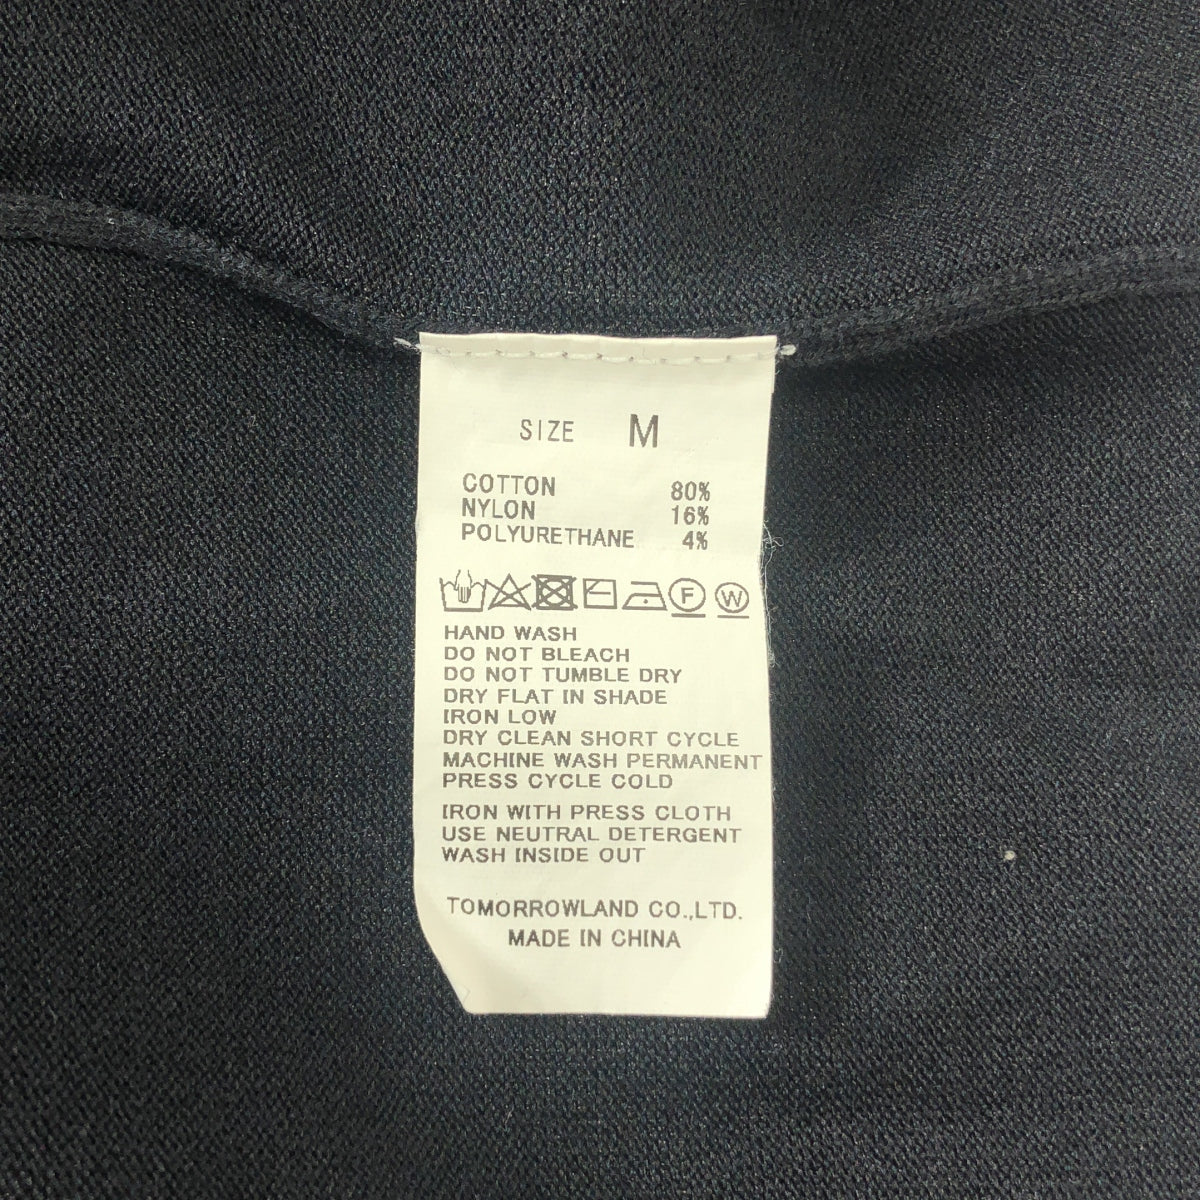 SIZE M
COTTON 80%
NYLON 16%
POLYURETHANE 4%
F W
HAND WASH
DO NOT BLEACH
DO NOT TUMBLE DRY
DRY FLAT IN SHADE
IRON LOW
DRY CLEAN SHORT CYCLE
MACHINE WASH PERMANENT
PRESS CYCLE COLD
IRON WITH PRESS CLOTH
USE NEUTRAL DETERGENT
WASH INSIDE OUT
TOMORROWLAND CO.,LTD.
MADE IN CHINA